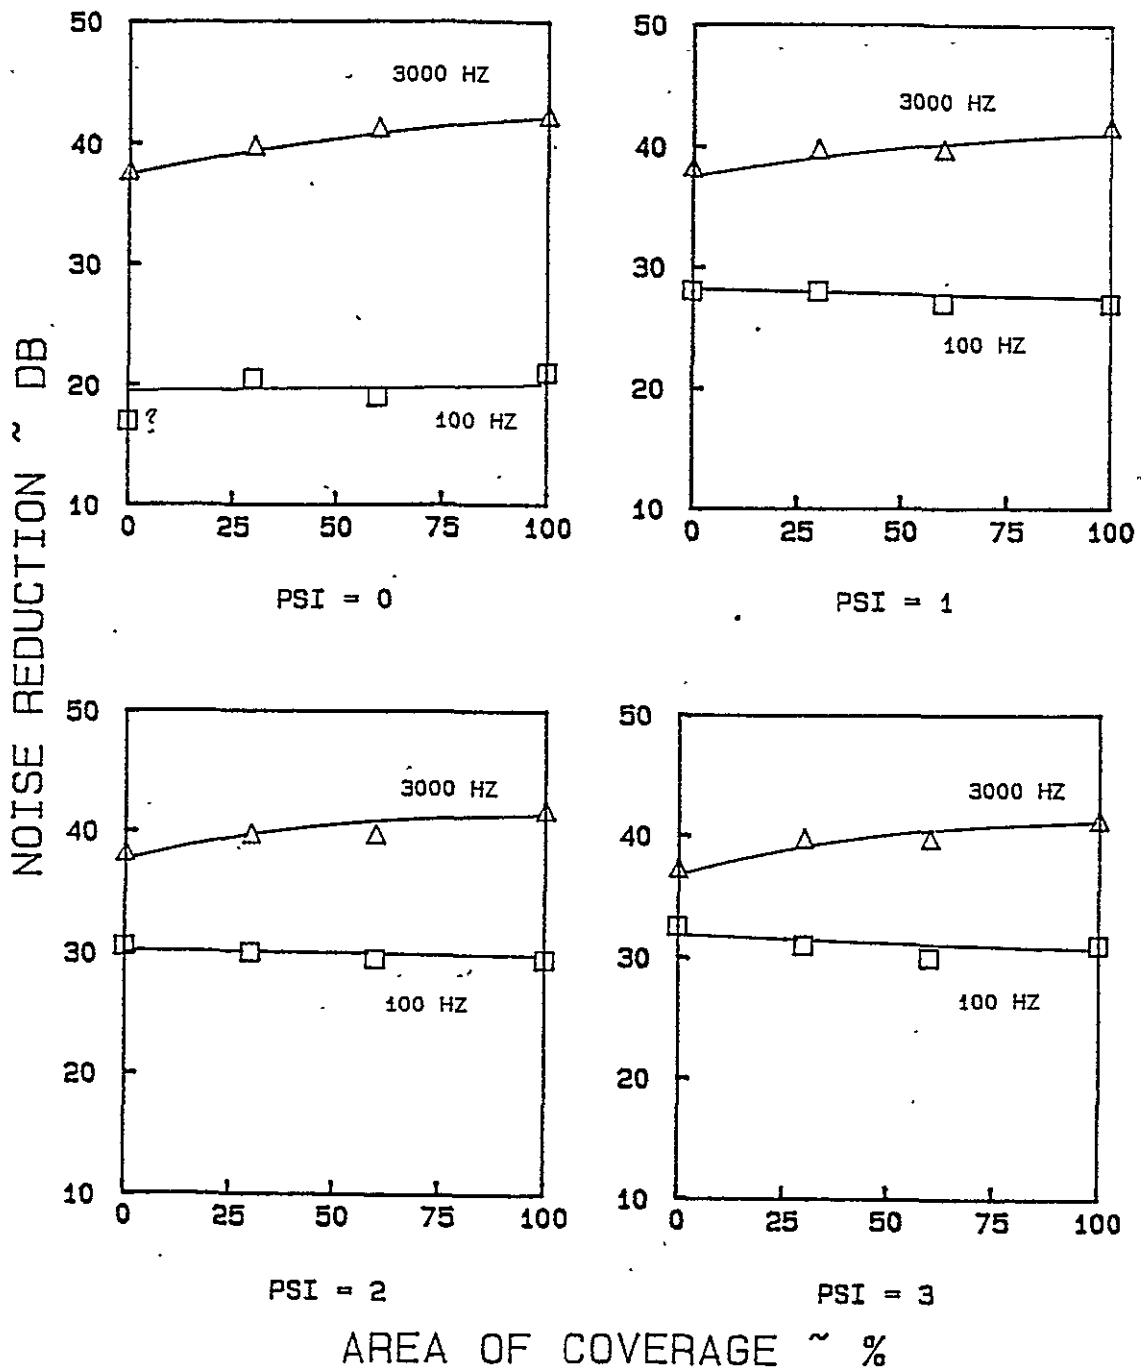 NOISE REDUCTION ~ DB
50
3000 HZ
40
30
20
?
100 HZ
10
0 25 50 75 100
PSI = 0
50
3000 HZ
40
30
100 HZ
20
10
0 25 50 75 100
PSI = 1
50
3000 HZ
40
30
100 HZ
20
10
0 25 50 75 100
PSI = 2
50
3000 HZ
40
30
100 HZ
20
10
0 25 50 75 100
PSI = 3
AREA OF COVERAGE ~ %